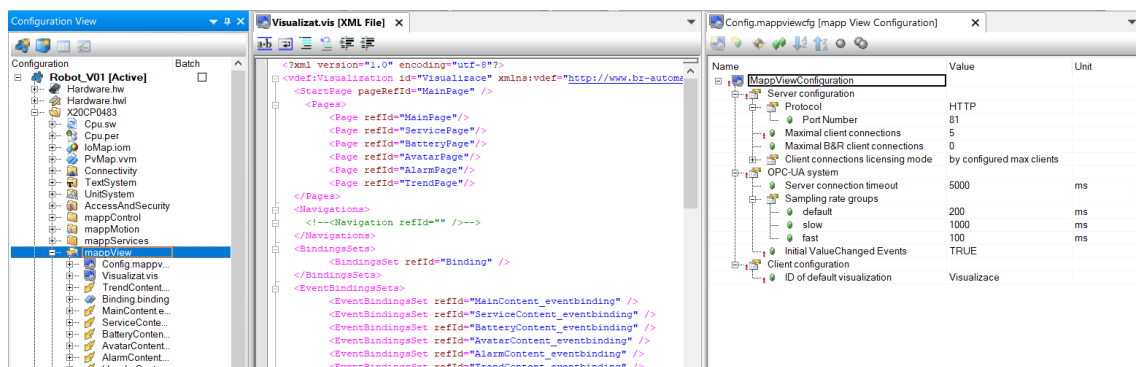 Configuration View
Configuration Batch
Robot_V01 [Active]
Hardware.hw
Hardware.hwl
X20CP0483
Cpu.sw
Cpu.per
IoMap.iom
PvMap.vvm
Connectivity
TextSystem
UnitSystem
AccessAndSecurity
mappControl
mappMotion
mappServices
mappView
Config.mappv...
Visualizat.vis
TrendContent....
Binding.binding
MainContent.e...
ServiceConte...
BatteryConten...
AvatarContent...
AlarmContent...
Visualizat.vis [XML File]
<?xml version="1.0" encoding="utf-8"?>
<vdef:Visualization id="Visualizace" xmlns:vdef="http://www.br-automa
<StartPage pageRefId="MainPage" />
<Pages>
<Page refId="MainPage"/>
<Page refId="ServicePage"/>
<Page refId="BatteryPage"/>
<Page refId="AvatarPage"/>
<Page refId="AlarmPage"/>
<Page refId="TrendPage"/>
</Pages>
<Navigations>
<!--<Navigation refId="" />-->
</Navigations>
<BindingsSets>
<BindingsSet refId="Binding" />
</BindingsSets>
<EventBindingsSets>
<EventBindingsSet refId="MainContent_eventbinding" />
<EventBindingsSet refId="ServiceContent_eventbinding" />
<EventBindingsSet refId="BatteryContent_eventbinding" />
<EventBindingsSet refId="AvatarContent_eventbinding" />
<EventBindingsSet refId="AlarmContent_eventbinding" />
<EventBindingsSet refId="TrendContent_eventbinding" />
Config.mappviewcfg [mapp View Configuration]
Name Value Unit
MappViewConfiguration
Server configuration
Protocol HTTP
Port Number 81
Maximal client connections 5
Maximal B&R client connections 0
Client connections licensing mode by configured max clients
OPC-UA system
Server connection timeout 5000 ms
Sampling rate groups
default 200 ms
slow 1000 ms
fast 100 ms
Initial ValueChanged Events TRUE
Client configuration
ID of default visualization Visualizace